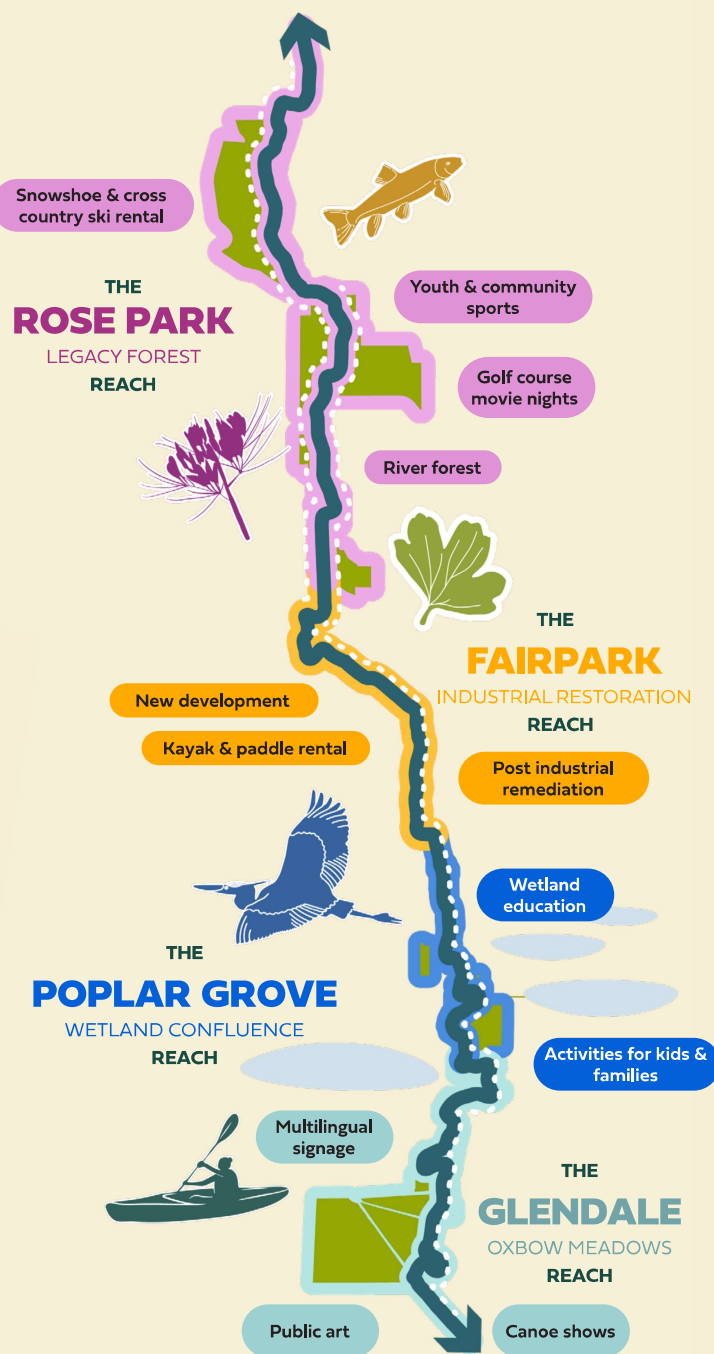 Snowshoe & cross
country ski rental
THE
ROSE PARK
LEGACY FOREST
REACH
Youth & community
sports
Golf course
movie nights
River forest
THE
FAIRPARK
INDUSTRIAL RESTORATION
REACH
New development
Kayak & paddle rental
Post industrial
remediation
Wetland
education
THE
POPLAR GROVE
WETLAND CONFLUENCE
REACH
Activities for kids &
families
Multilingual
signage
THE
GLENDALE
OXBOW MEADOWS
REACH
Public art
Canoe shows